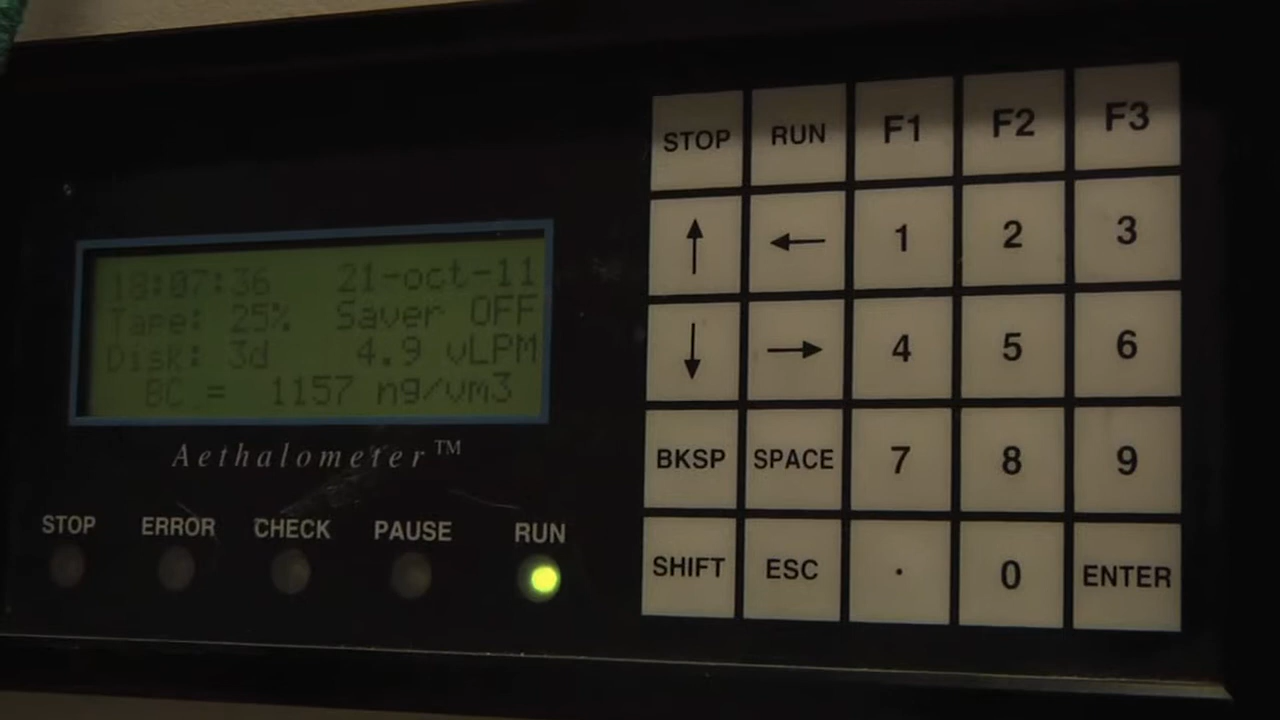 18:07:36 21-oct-11
Tape: 25% Saver OFF
Disk: 3d 4.9 vLPM
BC = 1157 ng/vm3
Aethalometer™
STOP ERROR CHECK PAUSE RUN
STOP RUN F1 F2 F3
↑ ← 1 2 3
↓ → 4 5 6
BKSP SPACE 7 8 9
SHIFT ESC . 0 ENTER